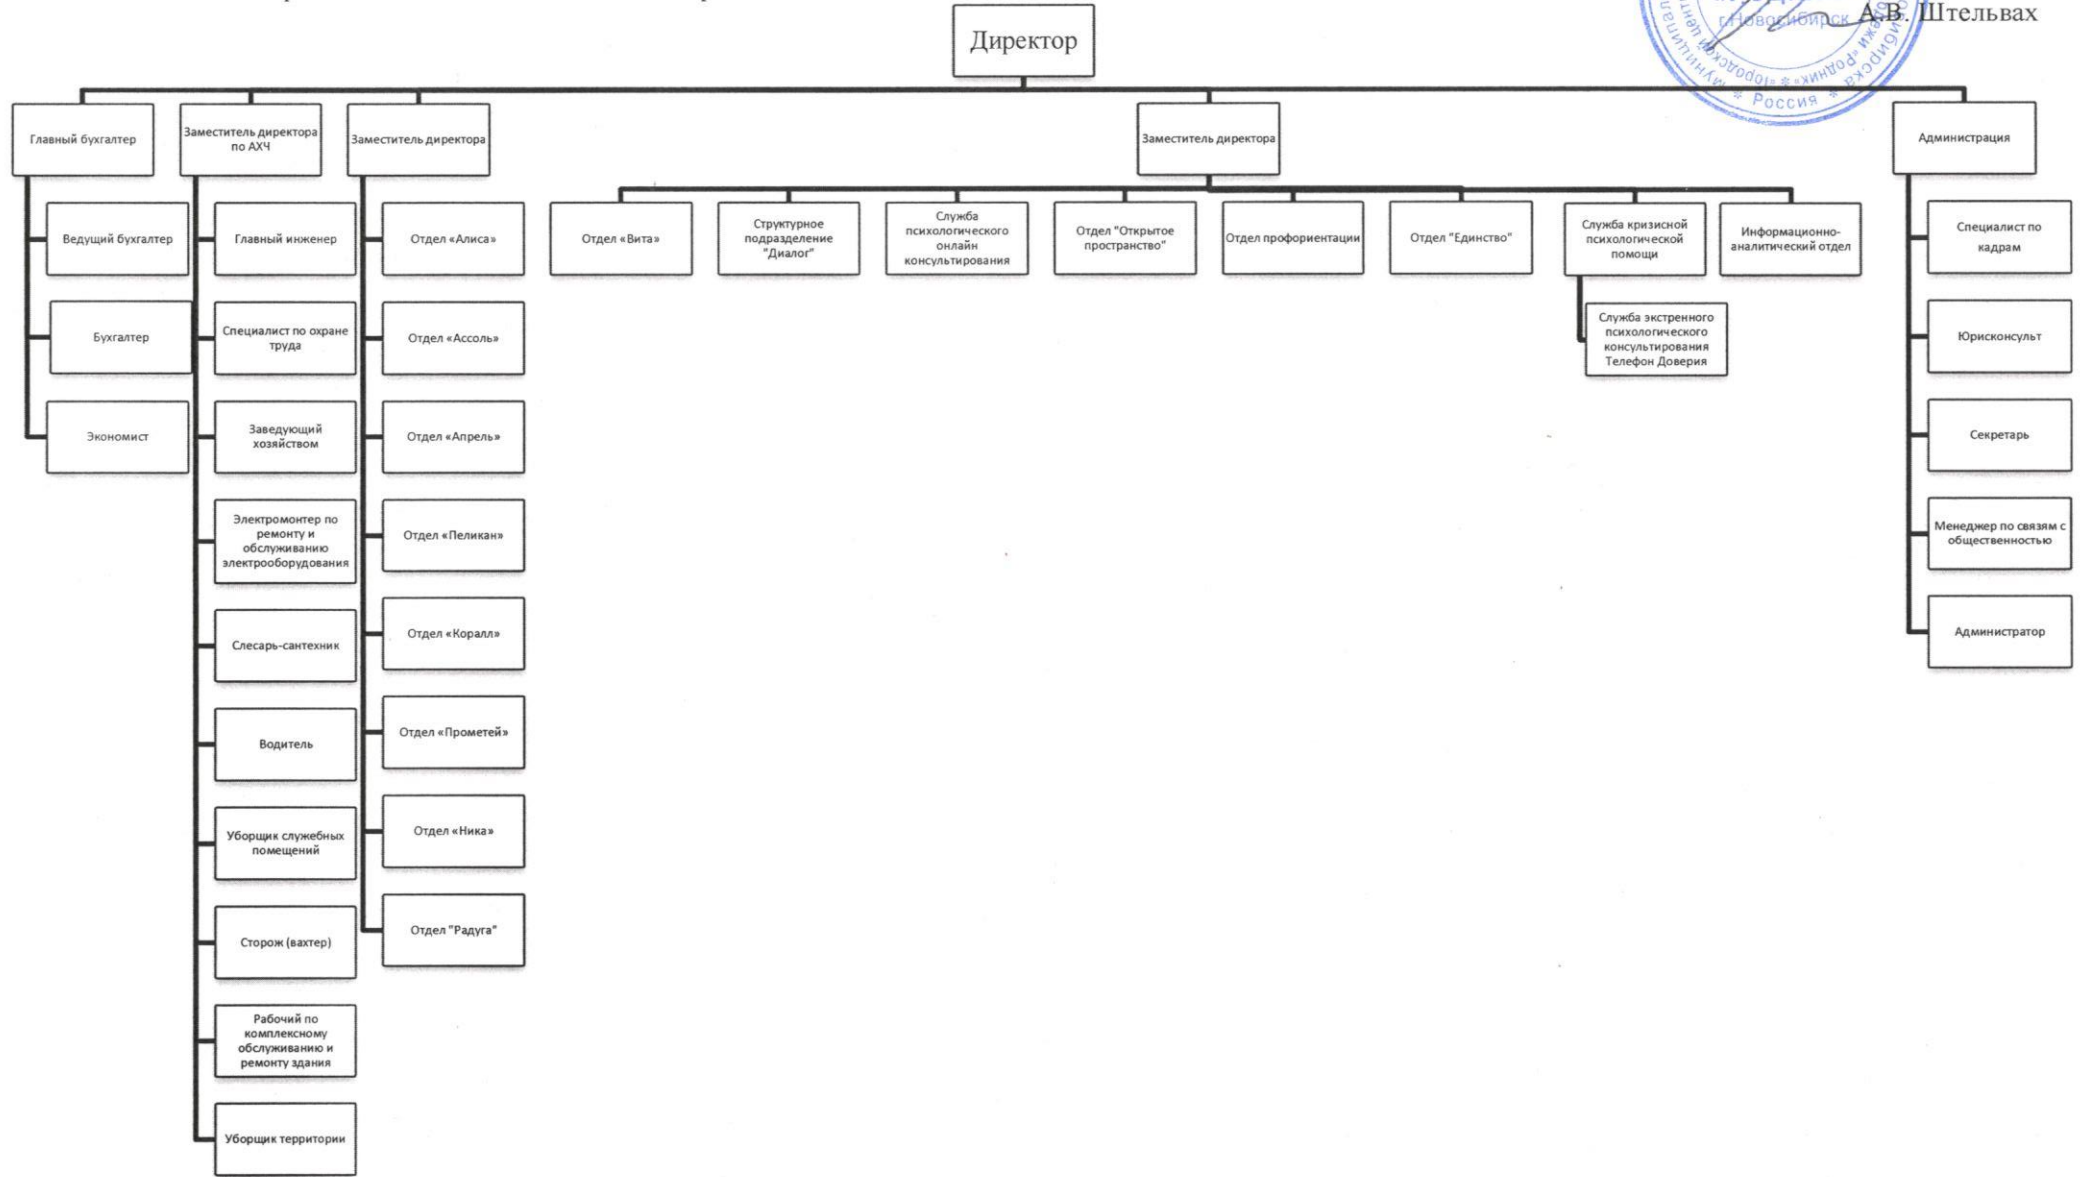 А.В. Штельвах
г.Новосибирск
Россия
Директор
Главный бухгалтер
Заместитель директора
по АХЧ
Заместитель директора
Заместитель директора
Администрация
Ведущий бухгалтер
Бухгалтер
Экономист
Главный инженер
Специалист по охране
труда
Заведующий
хозяйством
Электромонтер по
ремонту и
обслуживанию
электрооборудования
Слесарь-сантехник
Водитель
Уборщик служебных
помещений
Сторож (вахтер)
Рабочий по
комплексному
обслуживанию и
ремонту здания
Уборщик территории
Отдел «Алиса»
Отдел «Ассоль»
Отдел «Апрель»
Отдел «Пеликан»
Отдел «Коралл»
Отдел «Прометей»
Отдел «Ника»
Отдел "Радуга"
Отдел «Вита»
Структурное
подразделение
"Диалог"
Служба
психологического
онлайн
консультирования
Отдел "Открытое
пространство"
Отдел профориентации
Отдел "Единство"
Служба кризисной
психологической
помощи
Служба экстренного
психологического
консультирования
Телефон Доверия
Информационно-
аналитический отдел
Специалист по
кадрам
Юрисконсульт
Секретарь
Менеджер по связям с
общественностью
Администратор